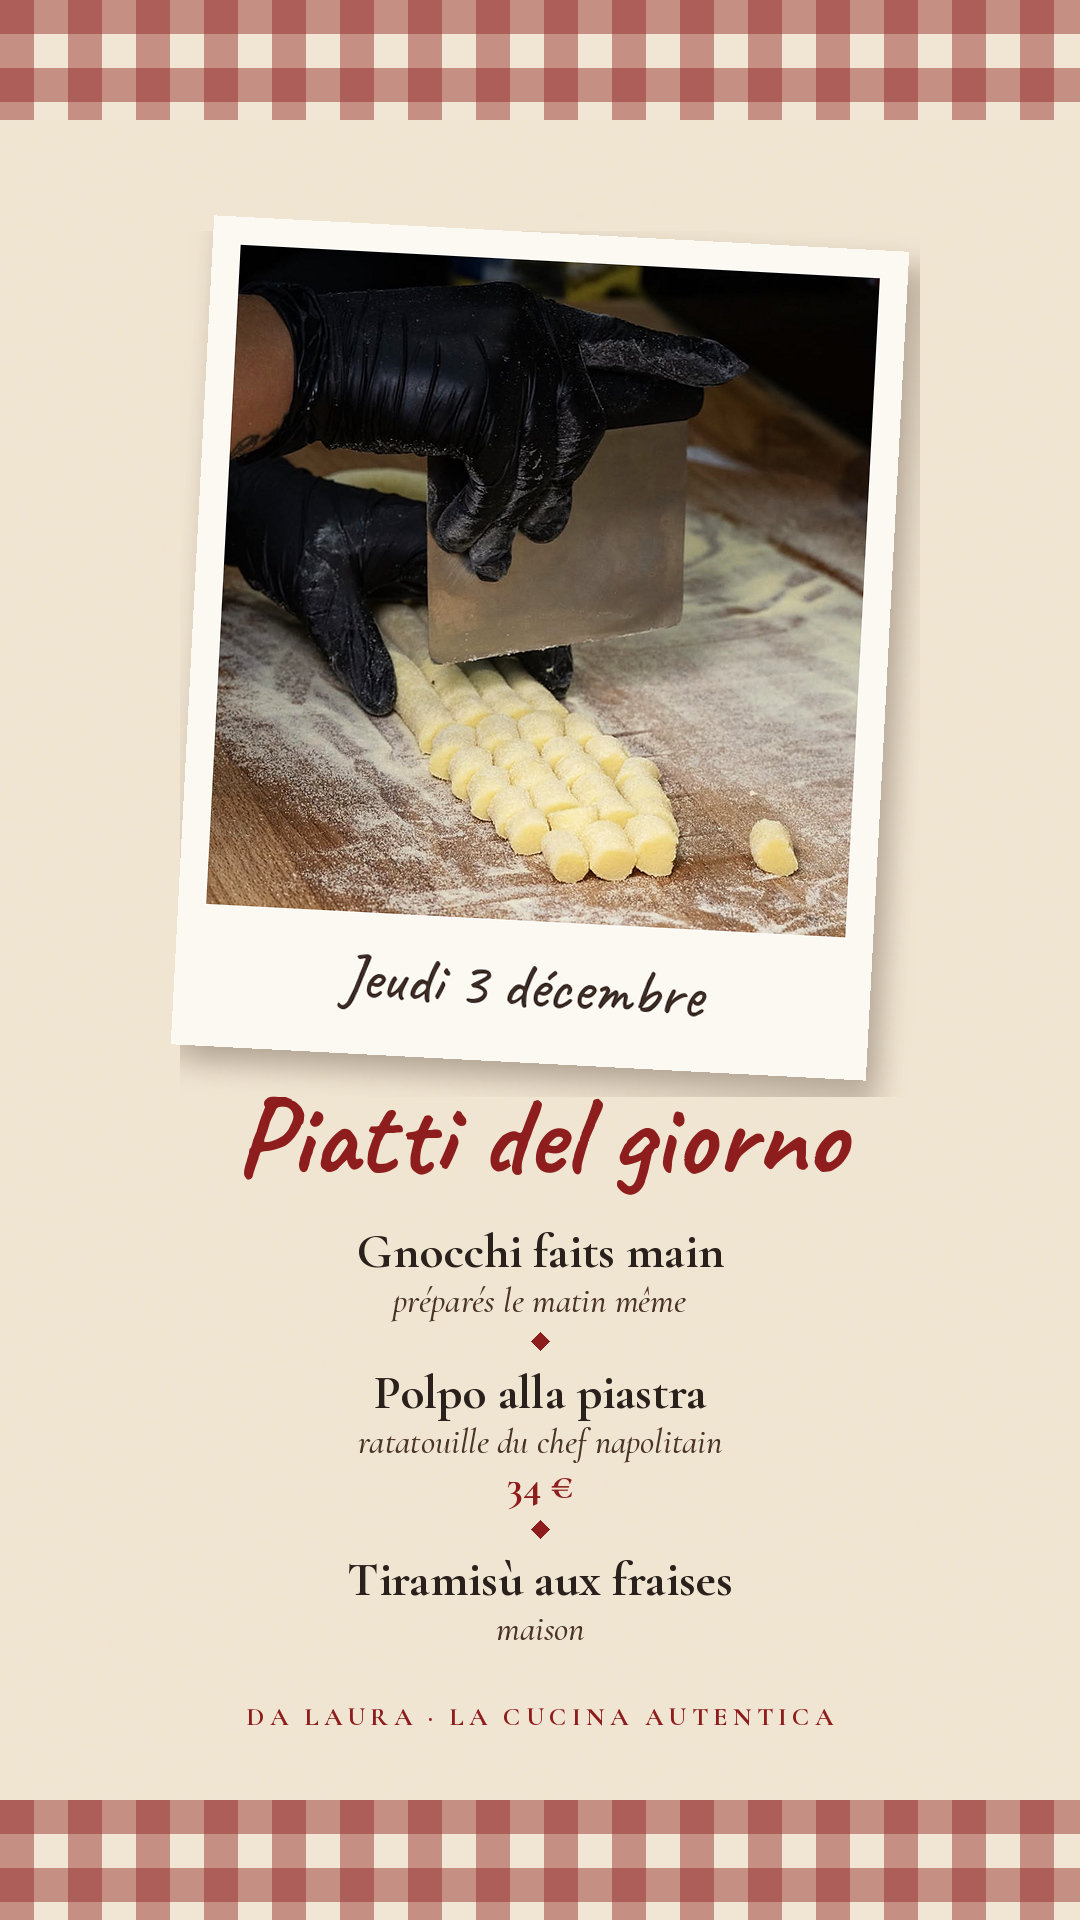 Jeudi 3 décembre
Piatti del giorno
Gnocchi faits main
préparés le matin même
Polpo alla piastra
ratatouille du chef napolitain
34 €
Tiramisù aux fraises
maison
DA LAURA · LA CUCINA AUTENTICA